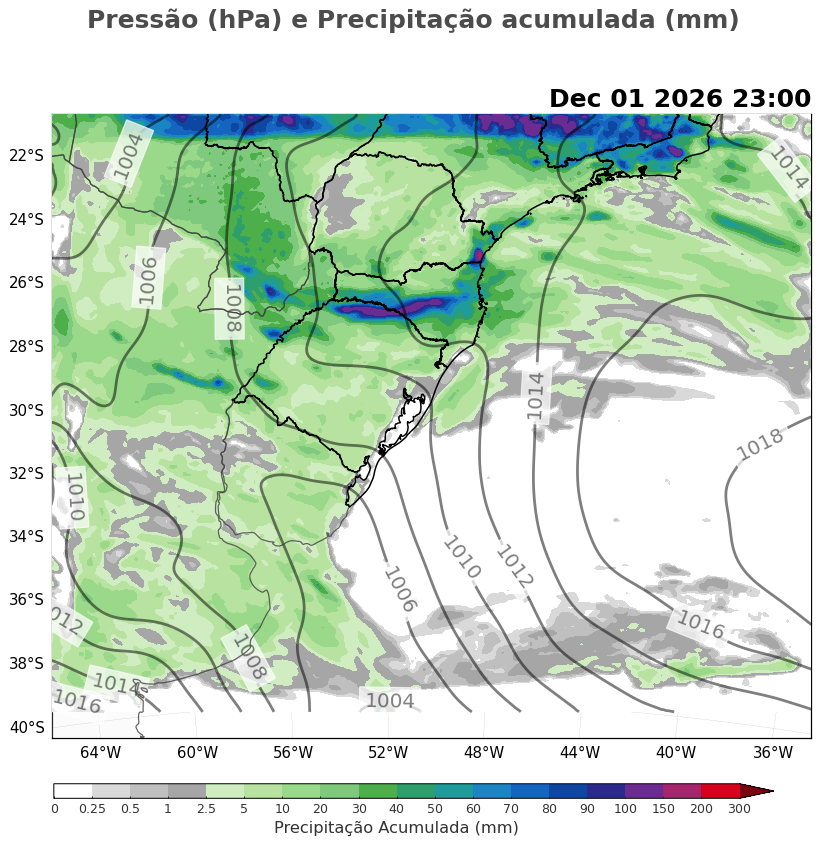 Pressão (hPa) e Precipitação acumulada (mm)
Dec 01 2026 23:00
1004
1014
22°S
24°S
1006
26°S
1008
28°S
1014
30°S
1018
32°S
1010
34°S
1010
1012
1006
36°S
012
1016
1008
38°S
1014
1016
1004
40°S
64°W 60°W 56°W 52°W 48°W 44°W 40°W 36°W
0 0.25 0.5 1 2.5 5 10 20 30 40 50 60 70 80 90 100 150 200 300
Precipitação Acumulada (mm)